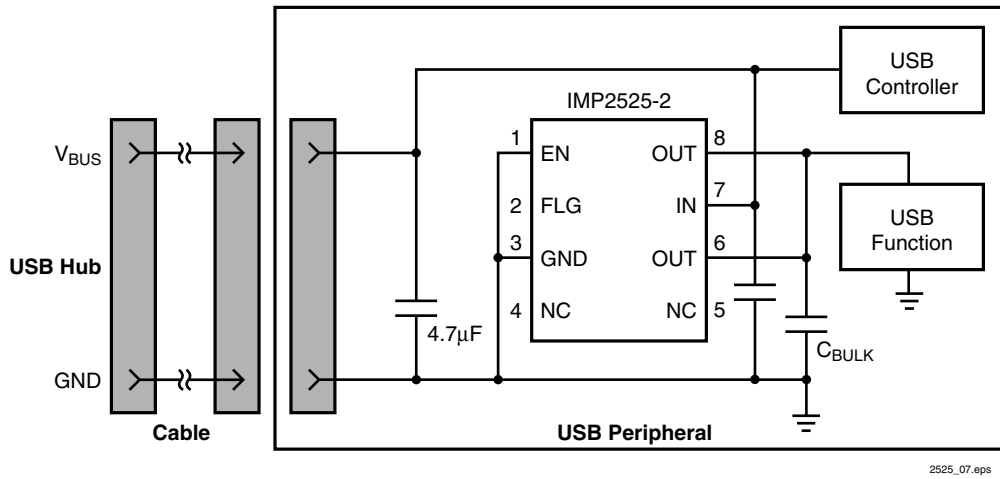 USB
Controller
IMP2525-2
1 EN OUT 8
2 FLG IN 7
3 GND OUT 6
4 NC NC 5
V_BUS
USB Hub
GND
Cable
4.7µF
C_BULK
USB
Function
USB Peripheral
2525_07.eps